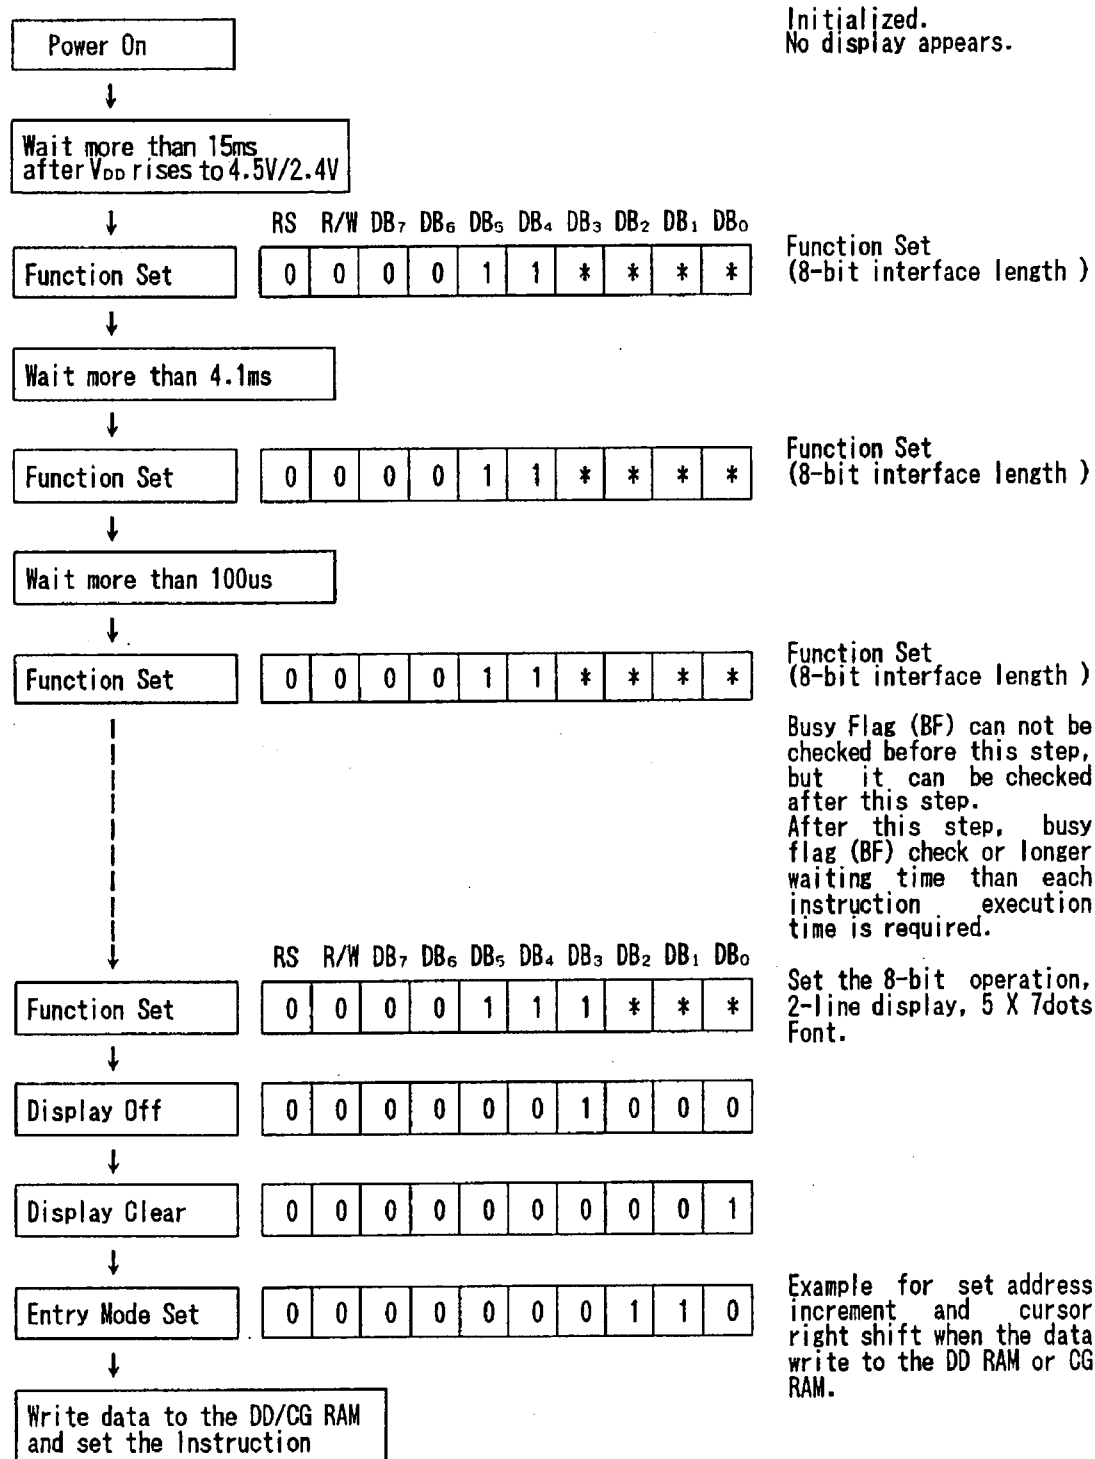 Power On
Initialized.
No display appears.
Wait more than 15ms
after VDD rises to 4.5V/2.4V
RS R/W DB7 DB6 DB5 DB4 DB3 DB2 DB1 DB0
Function Set 0 0 0 0 1 1 * * * *
Function Set
(8-bit interface length )
Wait more than 4.1ms
Function Set 0 0 0 0 1 1 * * * *
Function Set
(8-bit interface length )
Wait more than 100us
Function Set 0 0 0 0 1 1 * * * *
Function Set
(8-bit interface length )
Busy Flag (BF) can not be
checked before this step,
but it can be checked
after this step.
After this step, busy
flag (BF) check or longer
waiting time than each
instruction execution
time is required.
RS R/W DB7 DB6 DB5 DB4 DB3 DB2 DB1 DB0
Function Set 0 0 0 0 1 1 1 * * *
Set the 8-bit operation,
2-line display, 5 X 7dots
Font.
Display Off 0 0 0 0 0 0 1 0 0 0
Display Clear 0 0 0 0 0 0 0 0 0 1
Entry Mode Set 0 0 0 0 0 0 0 1 1 0
Example for set address
increment and cursor
right shift when the data
write to the DD RAM or CG
RAM.
Write data to the DD/CG RAM
and set the Instruction